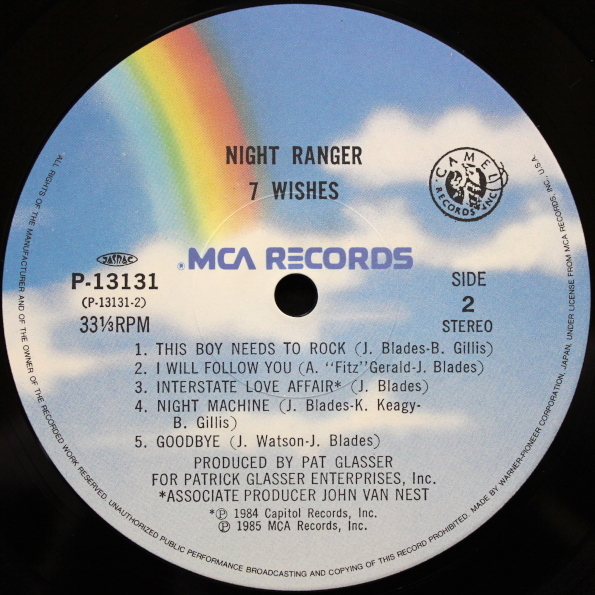 NIGHT RANGER
7 WISHES
CAMEL
RECORDS INC.
MCA RECORDS
JASRAC
P-13131
(P-13131-2)
33⅓RPM
SIDE
2
STEREO
1. THIS BOY NEEDS TO ROCK (J. Blades-B. Gillis)
2. I WILL FOLLOW YOU (A. "Fitz"Gerald-J. Blades)
3. INTERSTATE LOVE AFFAIR* (J. Blades)
4. NIGHT MACHINE (J. Blades-K. Keagy-
B. Gillis)
5. GOODBYE (J. Watson-J. Blades)
PRODUCED BY PAT GLASSER
FOR PATRICK GLASSER ENTERPRISES, Inc.
*ASSOCIATE PRODUCER JOHN VAN NEST
*℗ 1984 Capitol Records, Inc.
℗ 1985 MCA Records, Inc.
ALL RIGHTS OF THE MANUFACTURER AND OF THE OWNER OF THE RECORDED WORK RESERVED. UNAUTHORIZED PUBLIC PERFORMANCE BROADCASTING AND COPYING OF THIS RECORD PROHIBITED. MADE BY WARNER-PIONEER CORPORATION, JAPAN, UNDER LICENSE FROM MCA RECORDS, INC., U.S.A.